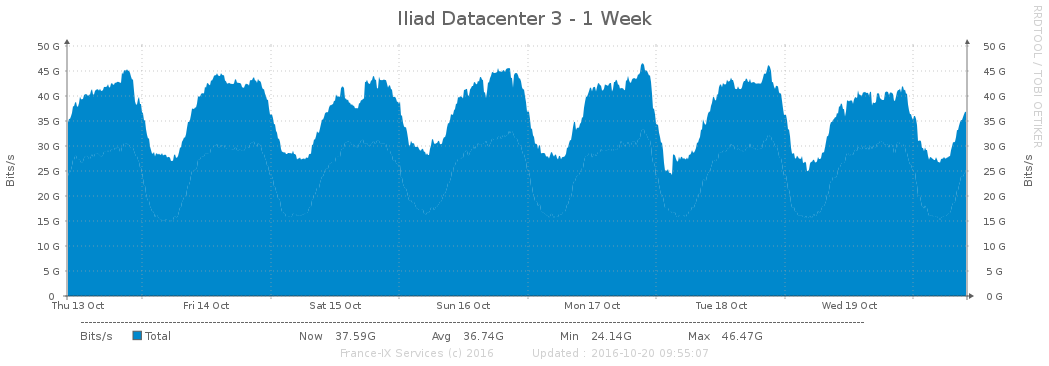 Iliad Datacenter 3 - 1 Week
RRDTOOL / TOBI OETIKER
Bits/s
50 G 50 G
45 G 45 G
40 G 40 G
35 G 35 G
30 G 30 G
25 G 25 G
20 G 20 G
15 G 15 G
10 G 10 G
5 G 5 G
0 0 G
Bits/s
Thu 13 Oct Fri 14 Oct Sat 15 Oct Sun 16 Oct Mon 17 Oct Tue 18 Oct Wed 19 Oct
Bits/s Total Now 37.59G Avg 36.74G Min 24.14G Max 46.47G
France-IX Services (c) 2016 Updated : 2016-10-20 09:55:07